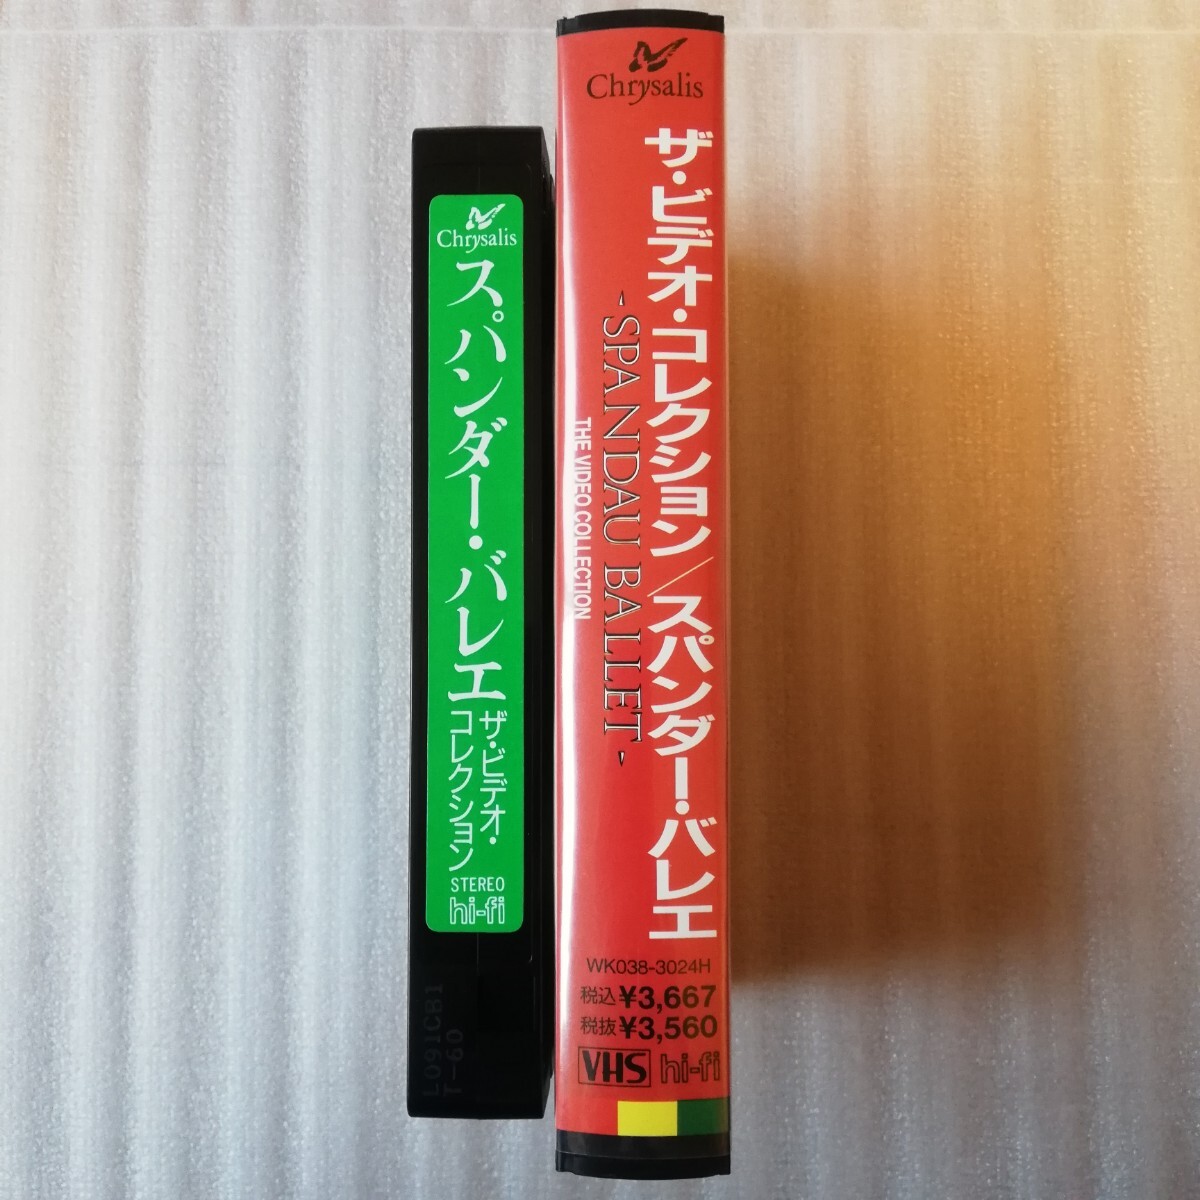 Chrysalis
スパンダー・バレエ
ザ・ビデオ・
コレクション
STEREO
hi-fi
L091CB1
T-60
Chrysalis
ザ・ビデオ・コレクション/スパンダー・バレエ
-SPANDAU BALLET-
THE VIDEO COLLECTION
WK038-3024H
税込¥3,667
税抜¥3,560
VHS hi-fi